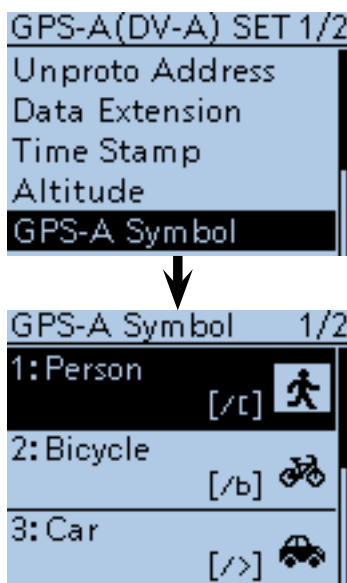 GPS-A(DV-A) SET 1/2
Unproto Address
Data Extension
Time Stamp
Altitude
GPS-A Symbol
GPS-A Symbol 1/2
1:Person
[/[]
2:Bicycle
[/b]
3:Car
[/>]